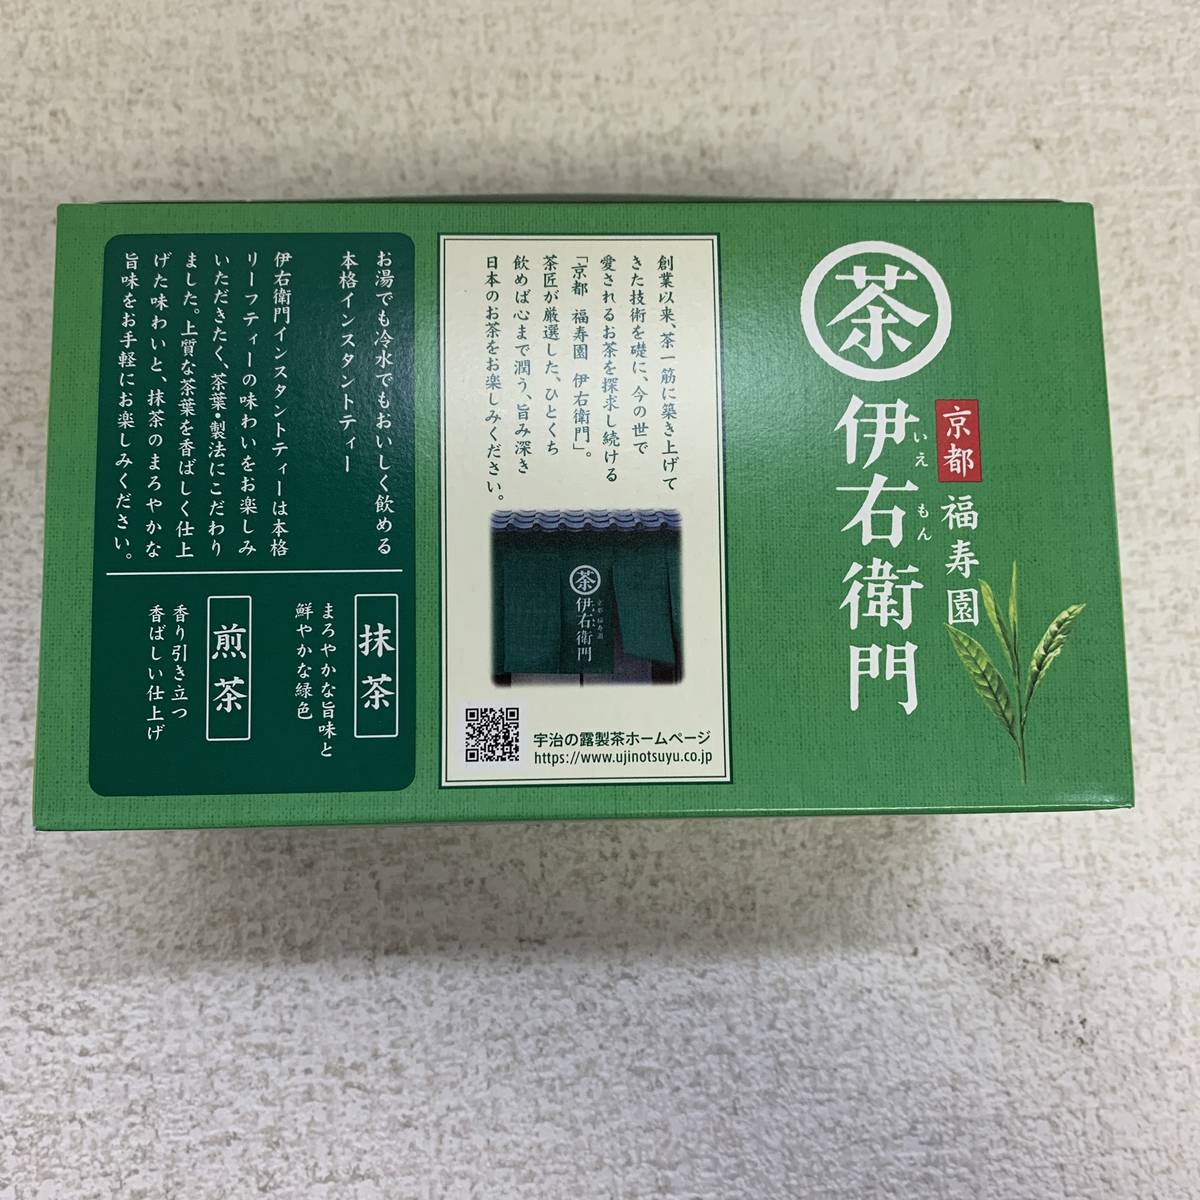 茶
京都
福寿園
いえもん
伊右衛門
創業以来、茶一筋に築き上げて
きた技術を礎に、今の世で
愛されるお茶を探求し続ける
「京都 福寿園 伊右衛門」。
茶匠が厳選した、ひとくち
飲めば心まで潤う、旨み深き
日本のお茶をお楽しみください。
茶
京都 福寿園
伊右衛門
宇治の露製茶ホームページ
https://www.ujinotsuyu.co.jp
お湯でも冷水でもおいしく飲める
本格インスタントティー
伊右衛門インスタントティーは本格
リーフティーの味わいをお楽しみ
いただきたく、茶葉・製法にこだわり
ました。上質な茶葉を香ばしく仕上
げた味わいと、抹茶のまろやかな
旨味をお手軽にお楽しみください。
抹茶
まろやかな旨味と
鮮やかな緑色
煎茶
香り引き立つ
香ばしい仕上げ